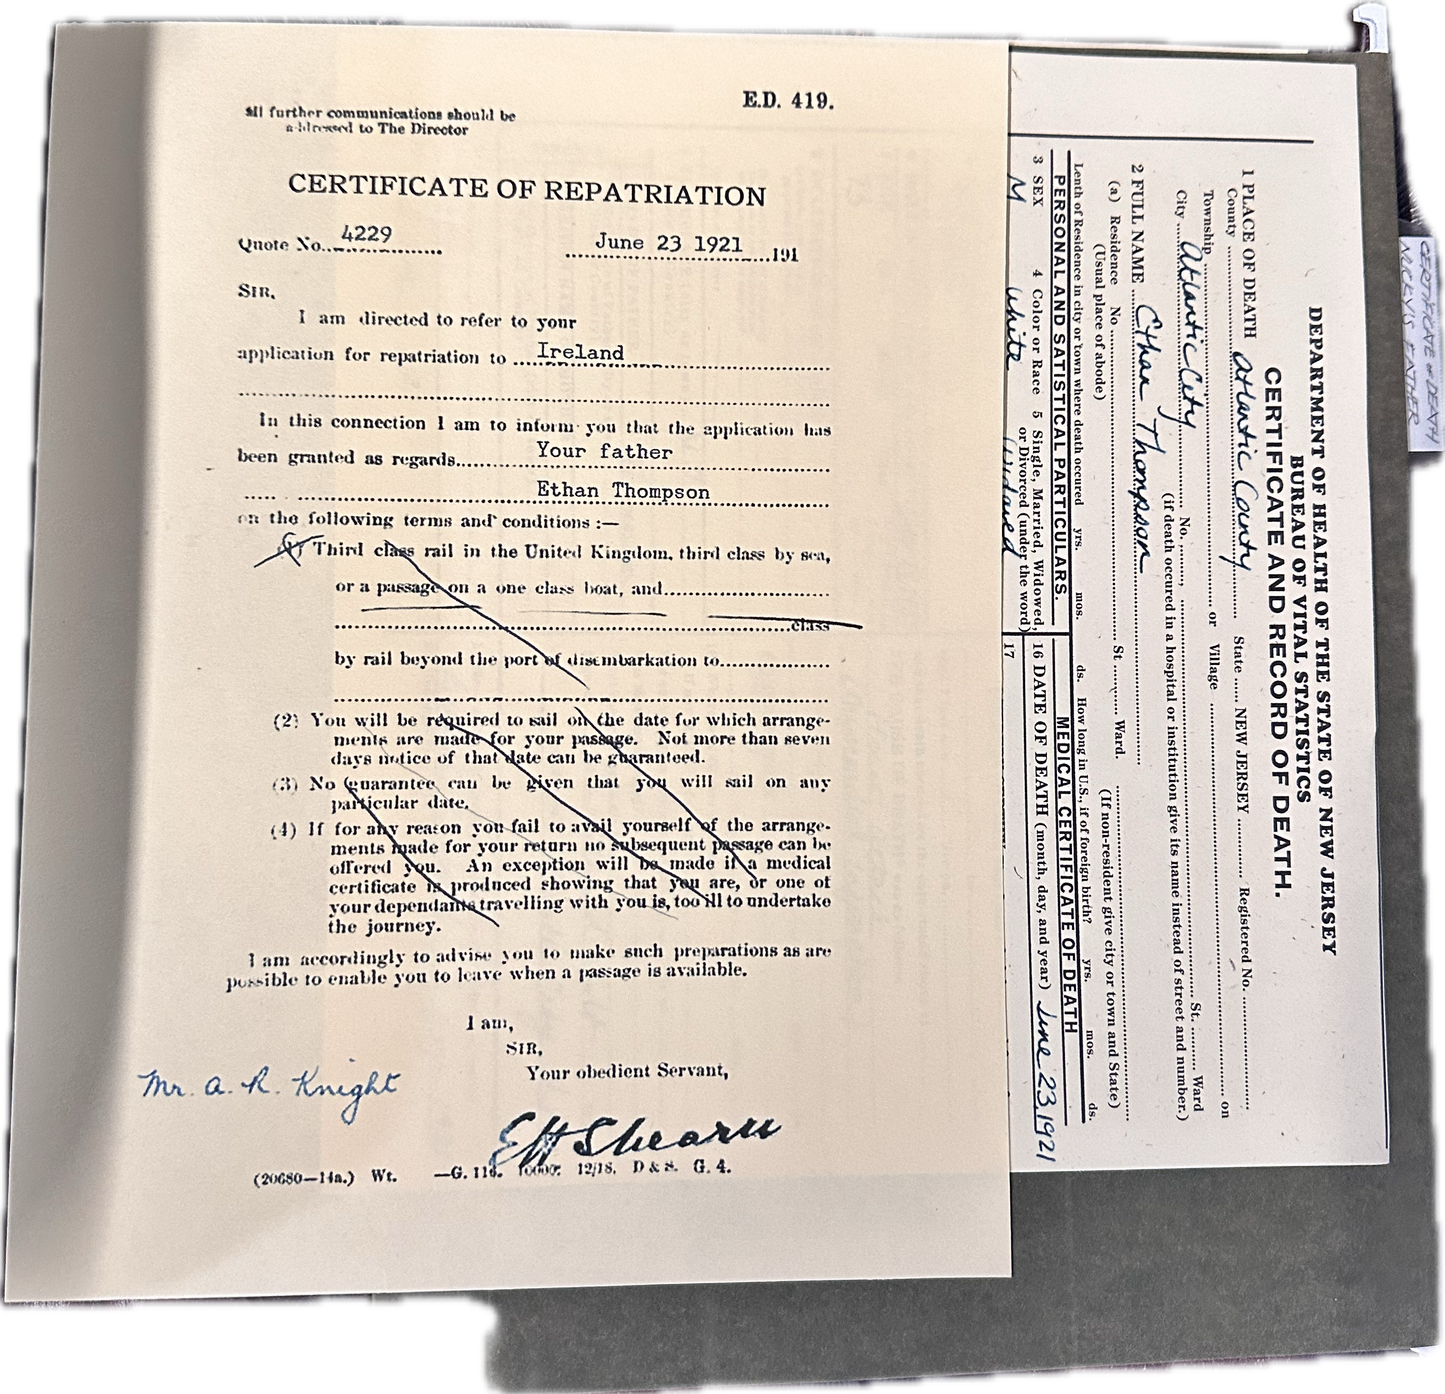 E.D. 419.
All further communications should be
addressed to The Director
CERTIFICATE OF REPATRIATION
Quote No. 4229 June 23 1921 191
SIR,
I am directed to refer to your
application for repatriation to Ireland
In this connection I am to inform you that the application has
been granted as regards Your father
Ethan Thompson
on the following terms and conditions :—
(1) Third class rail in the United Kingdom, third class by sea,
or a passage on a one class boat, and
class
by rail beyond the port of disembarkation to
(2) You will be required to sail on the date for which arrange-
ments are made for your passage. Not more than seven
days notice of that date can be guaranteed.
(3) No guarantee can be given that you will sail on any
particular date.
(4) If for any reason you fail to avail yourself of the arrange-
ments made for your return no subsequent passage can be
offered you. An exception will be made if a medical
certificate is produced showing that you are, or one of
your dependants travelling with you is, too ill to undertake
the journey.
I am accordingly to advise you to make such preparations as are
possible to enable you to leave when a passage is available.
I am,
SIR,
Your obedient Servant,
Mr. A. R. Knight
EH Shearn
(20680—14a.) Wt. —G. 116. 10000. 12/18. D & S. G. 4.
DEPARTMENT OF HEALTH OF THE STATE OF NEW JERSEY
BUREAU OF VITAL STATISTICS
CERTIFICATE AND RECORD OF DEATH.
1 PLACE OF DEATH
County Atlantic County State NEW JERSEY Registered No.
Township or Village on
City Atlantic City No. St. Ward
(if death occured in a hospital or institution give its name instead of street and number.)
2 FULL NAME Ethan Thompson
(a) Residence No St Ward.
(Usual place of abode) (If non-resident give city or town and State)
Lenth of Residence in city or town where death occured yrs. mos. ds. How long in U.S., if of foreign birth? yrs. mos. ds.
PERSONAL AND SATISTICAL PARTICULARS.
MEDICAL CERTIFICATE OF DEATH
3 SEX 4 Color or Race 5 Single, Married, Widowed,
or Divorced (under the word)
M White Widowed
16 DATE OF DEATH (month, day, and year) June 23 1921
17
CERTIFICATE OF DEATH
FATHER